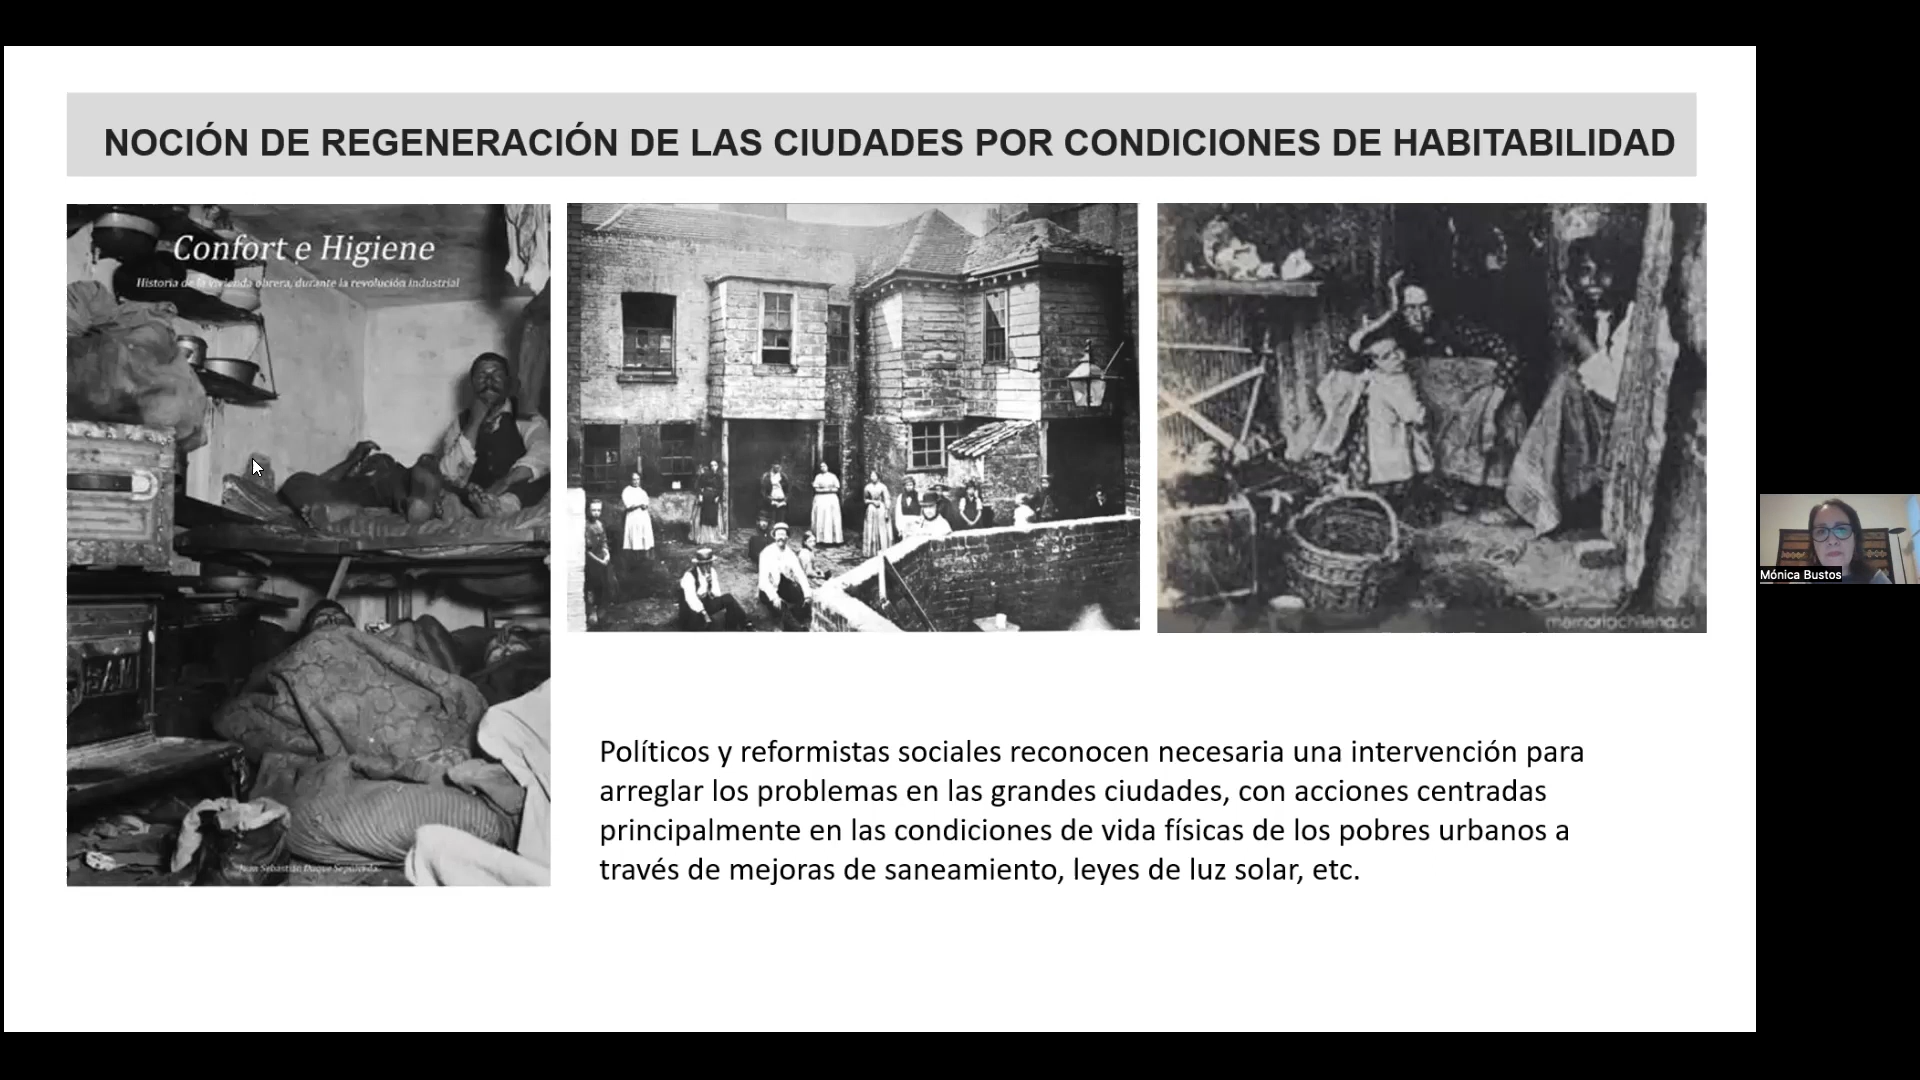 NOCIÓN DE REGENERACIÓN DE LAS CIUDADES POR CONDICIONES DE HABITABILIDAD
Confort e Higiene
Historia de la vivienda obrera, durante la revolución industrial
Juan Sebastián Duque Sepúlveda
memoriachilena.cl
Políticos y reformistas sociales reconocen necesaria una intervención para
arreglar los problemas en las grandes ciudades, con acciones centradas
principalmente en las condiciones de vida físicas de los pobres urbanos a
través de mejoras de saneamiento, leyes de luz solar, etc.
Mónica Bustos